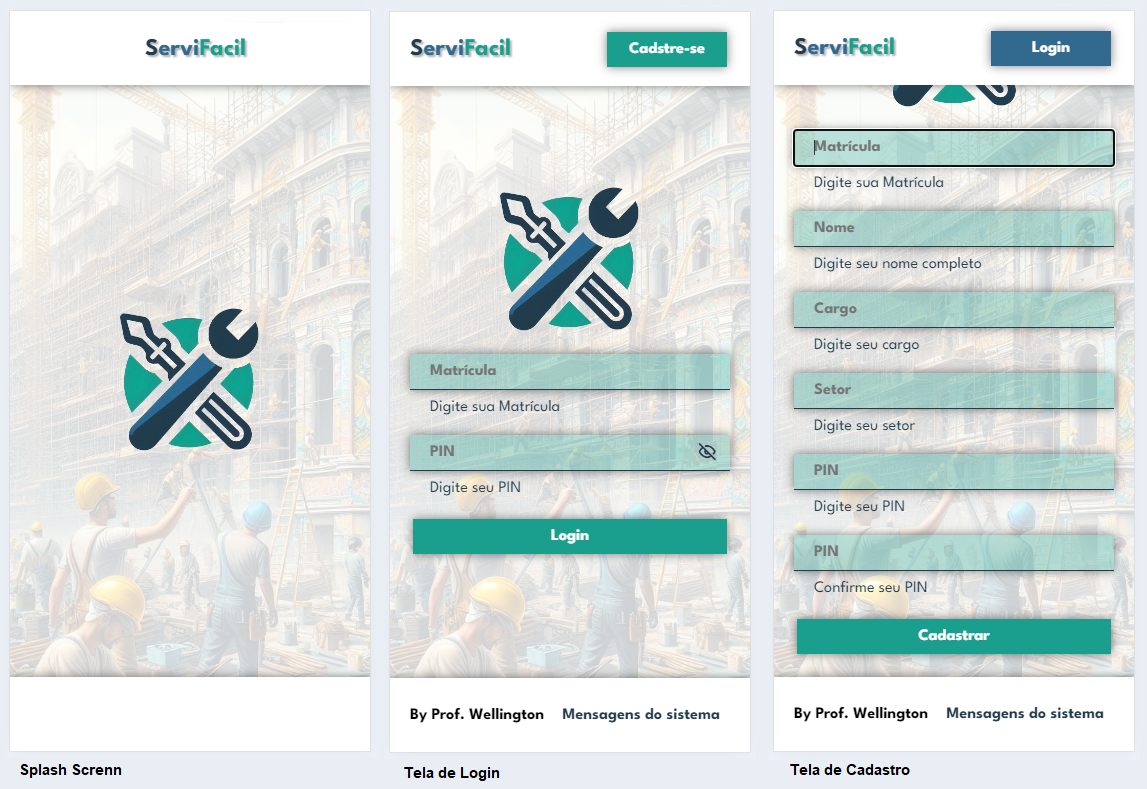 ServiFacil
Splash Screnn
ServiFacil
Cadstre-se
Matrícula
Digite sua Matrícula
PIN
Digite seu PIN
Login
By Prof. Wellington
Mensagens do sistema
Tela de Login
ServiFacil
Login
Matrícula
Digite sua Matrícula
Nome
Digite seu nome completo
Cargo
Digite seu cargo
Setor
Digite seu setor
PIN
Digite seu PIN
PIN
Confirme seu PIN
Cadastrar
By Prof. Wellington
Mensagens do sistema
Tela de Cadastro